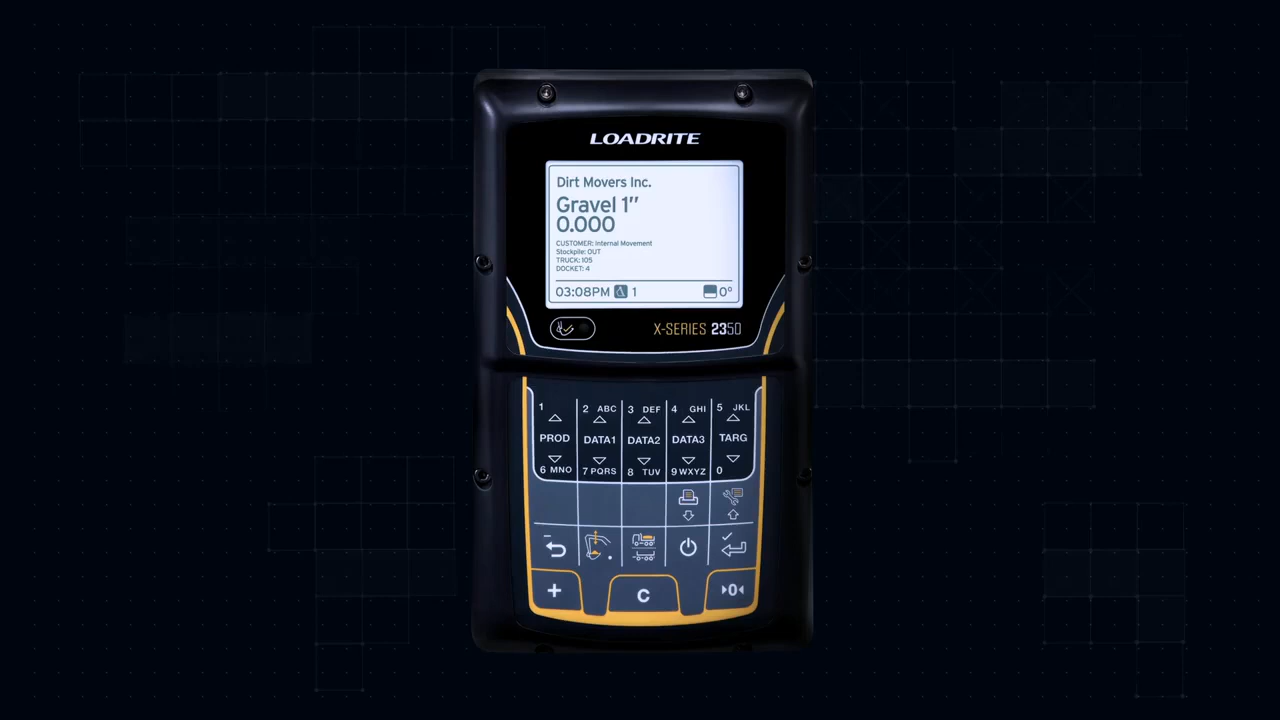 LOADRITE
Dirt Movers Inc.
Gravel 1"
0.000
CUSTOMER: Internal Movement
Stockpile: OUT
TRUCK: 105
DOCKET: 4
03:08PM 1 0°
X-SERIES 2350
1 2 ABC 3 DEF 4 GHI 5 JKL
PROD DATA1 DATA2 DATA3 TARG
6 MNO 7 PQRS 8 TUV 9 WXYZ 0
+ C 0